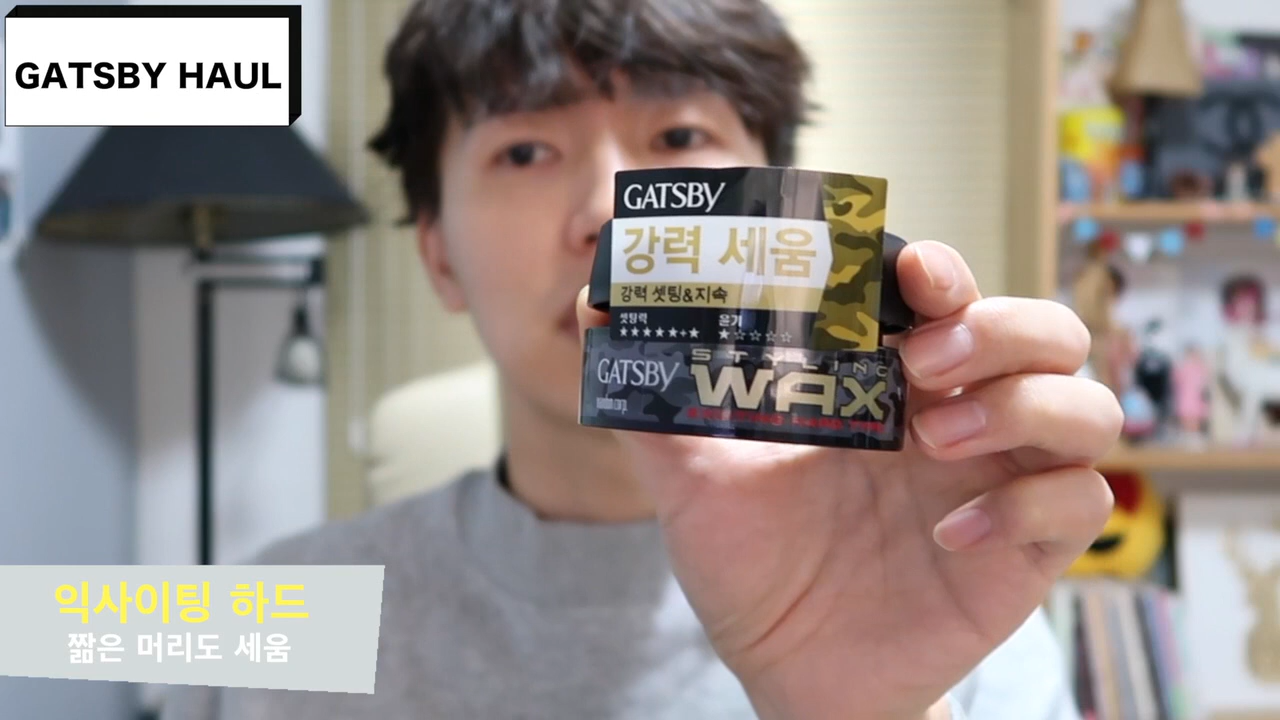 GATSBY HAUL
GATSBY
강력 세움
강력 셋팅&지속
셋팅력 윤기
★★★★★+★ ★☆☆☆☆
GATSBY
STYLING
WAX
익사이팅 하드
짧은 머리도 세움